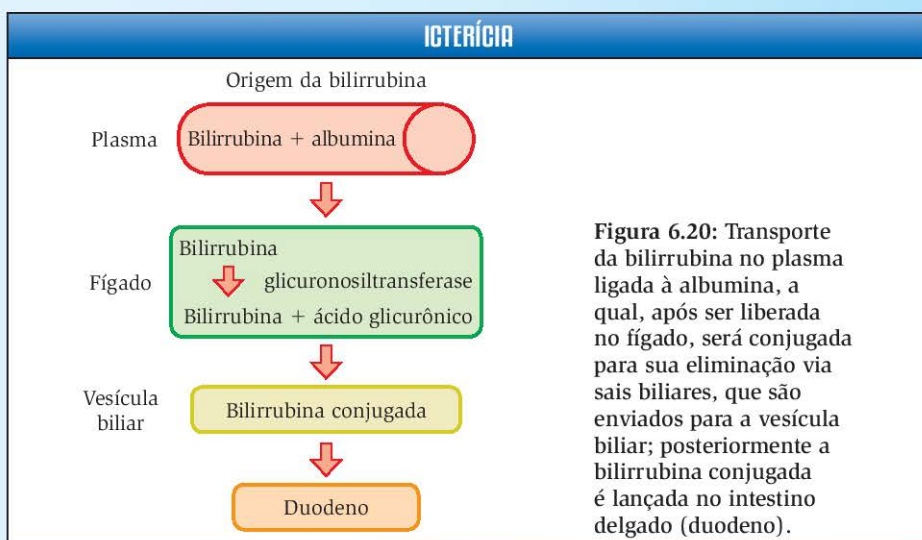 ICTERÍCIA
Origem da bilirrubina
Plasma
Bilirrubina + albumina
Bilirrubina
Fígado
glicuronosiltransferase
Bilirrubina + ácido glicurônico
Vesícula
biliar
Bilirrubina conjugada
Duodeno
Figura 6.20: Transporte
da bilirrubina no plasma
ligada à albumina, a
qual, após ser liberada
no fígado, será conjugada
para sua eliminação via
sais biliares, que são
enviados para a vesícula
biliar; posteriormente a
bilirrubina conjugada
é lançada no intestino
delgado (duodeno).